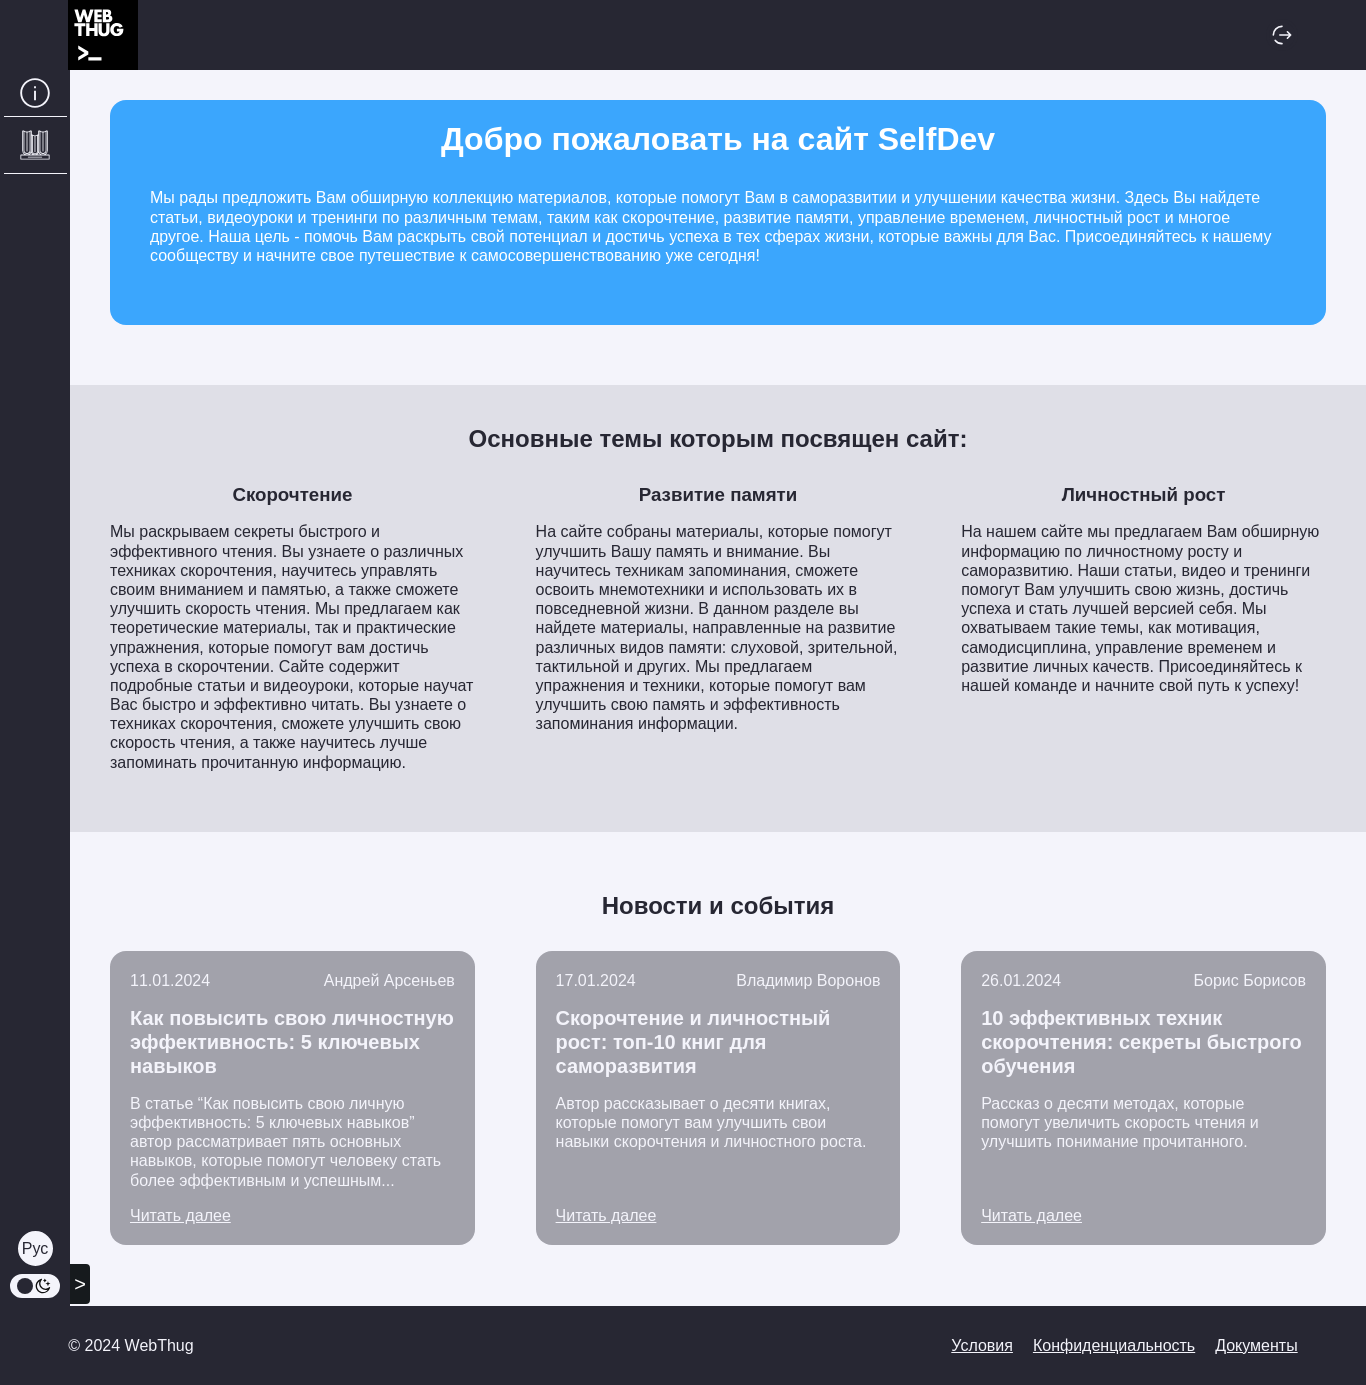 WEB
THUG
>_
Добро пожаловать на сайт SelfDev
Мы рады предложить Вам обширную коллекцию материалов, которые помогут Вам в саморазвитии и улучшении качества жизни. Здесь Вы найдете
статьи, видеоуроки и тренинги по различным темам, таким как скорочтение, развитие памяти, управление временем, личностный рост и многое
другое. Наша цель - помочь Вам раскрыть свой потенциал и достичь успеха в тех сферах жизни, которые важны для Вас. Присоединяйтесь к нашему
сообществу и начните свое путешествие к самосовершенствованию уже сегодня!
Основные темы которым посвящен сайт:
Скорочтение
Мы раскрываем секреты быстрого и
эффективного чтения. Вы узнаете о различных
техниках скорочтения, научитесь управлять
своим вниманием и памятью, а также сможете
улучшить скорость чтения. Мы предлагаем как
теоретические материалы, так и практические
упражнения, которые помогут вам достичь
успеха в скорочтении. Сайте содержит
подробные статьи и видеоуроки, которые научат
Вас быстро и эффективно читать. Вы узнаете о
техниках скорочтения, сможете улучшить свою
скорость чтения, а также научитесь лучше
запоминать прочитанную информацию.
Развитие памяти
На сайте собраны материалы, которые помогут
улучшить Вашу память и внимание. Вы
научитесь техникам запоминания, сможете
освоить мнемотехники и использовать их в
повседневной жизни. В данном разделе вы
найдете материалы, направленные на развитие
различных видов памяти: слуховой, зрительной,
тактильной и других. Мы предлагаем
упражнения и техники, которые помогут вам
улучшить свою память и эффективность
запоминания информации.
Личностный рост
На нашем сайте мы предлагаем Вам обширную
информацию по личностному росту и
саморазвитию. Наши статьи, видео и тренинги
помогут Вам улучшить свою жизнь, достичь
успеха и стать лучшей версией себя. Мы
охватываем такие темы, как мотивация,
самодисциплина, управление временем и
развитие личных качеств. Присоединяйтесь к
нашей команде и начните свой путь к успеху!
Новости и события
11.01.2024 Андрей Арсеньев
Как повысить свою личностную
эффективность: 5 ключевых
навыков
В статье “Как повысить свою личную
эффективность: 5 ключевых навыков”
автор рассматривает пять основных
навыков, которые помогут человеку стать
более эффективным и успешным...
Читать далее
17.01.2024 Владимир Воронов
Скорочтение и личностный
рост: топ-10 книг для
саморазвития
Автор рассказывает о десяти книгах,
которые помогут вам улучшить свои
навыки скорочтения и личностного роста.
Читать далее
26.01.2024 Борис Борисов
10 эффективных техник
скорочтения: секреты быстрого
обучения
Рассказ о десяти методах, которые
помогут увеличить скорость чтения и
улучшить понимание прочитанного.
Читать далее
Рус
>
© 2024 WebThug
Условия Конфиденциальность Документы